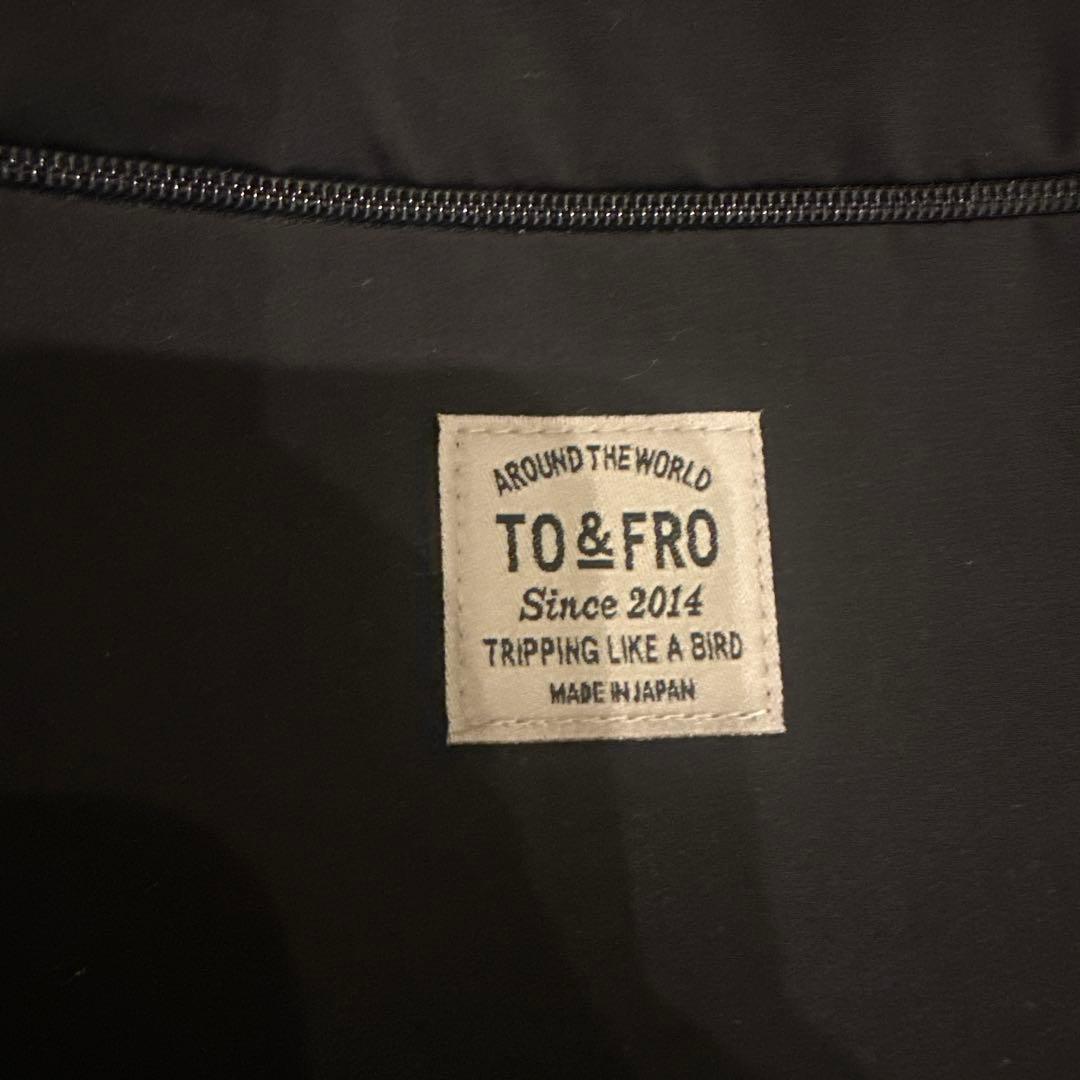 AROUND THE WORLD
TO & FRO
Since 2014
TRIPPING LIKE A BIRD
MADE IN JAPAN